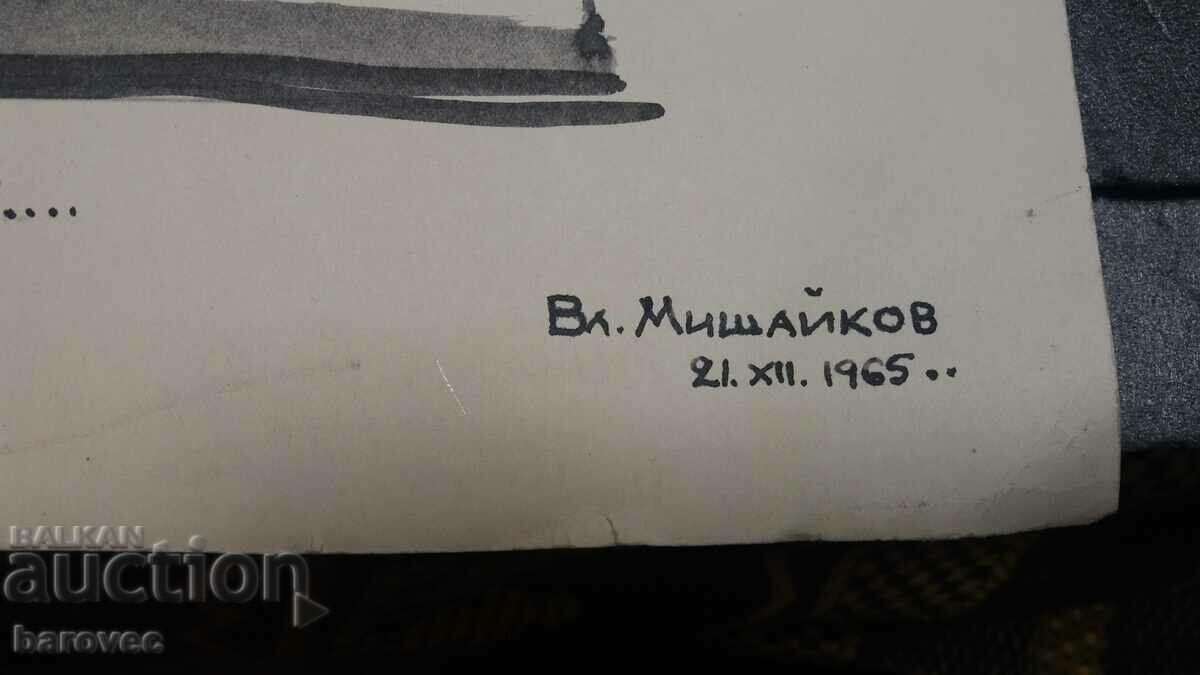 ....
Вл. Мишайков
21. XII. 1965..
BALKAN
auction
barovec